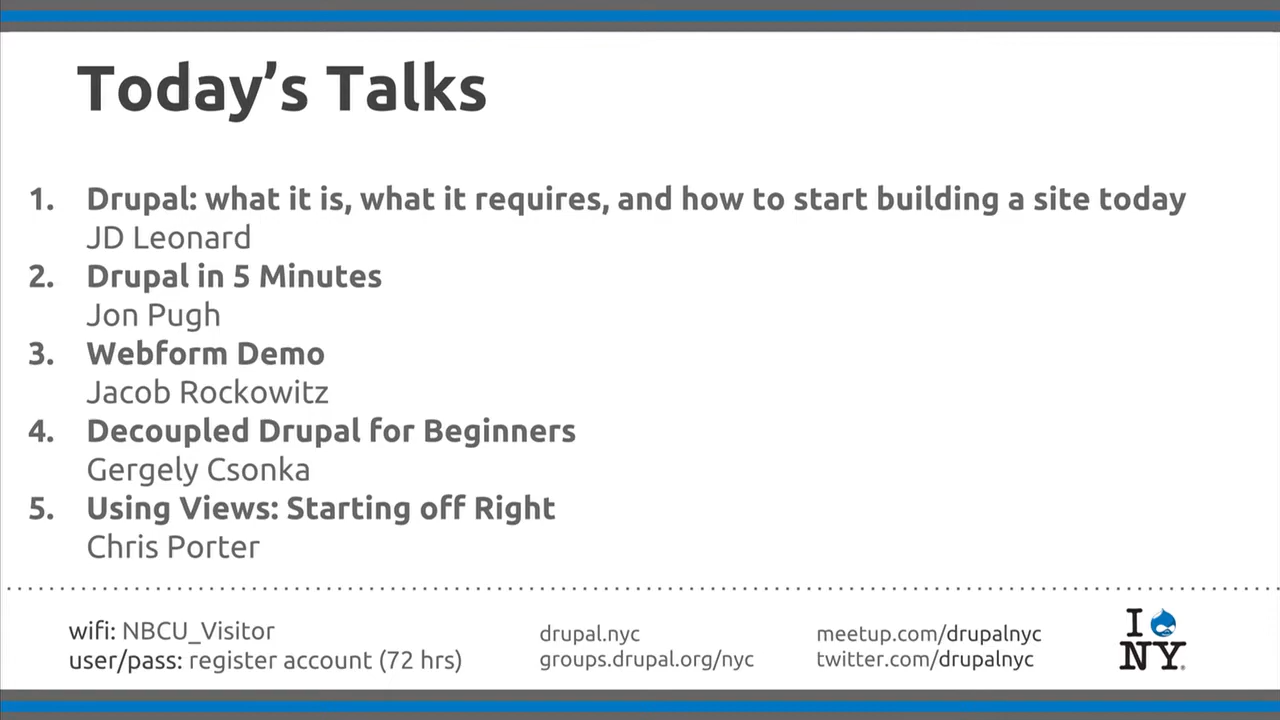 Today’s Talks
1. Drupal: what it is, what it requires, and how to start building a site today
JD Leonard
2. Drupal in 5 Minutes
Jon Pugh
3. Webform Demo
Jacob Rockowitz
4. Decoupled Drupal for Beginners
Gergely Csonka
5. Using Views: Starting off Right
Chris Porter
wifi: NBCU_Visitor
user/pass: register account (72 hrs)
drupal.nyc
groups.drupal.org/nyc
meetup.com/drupalnyc
twitter.com/drupalnyc
I
NY®